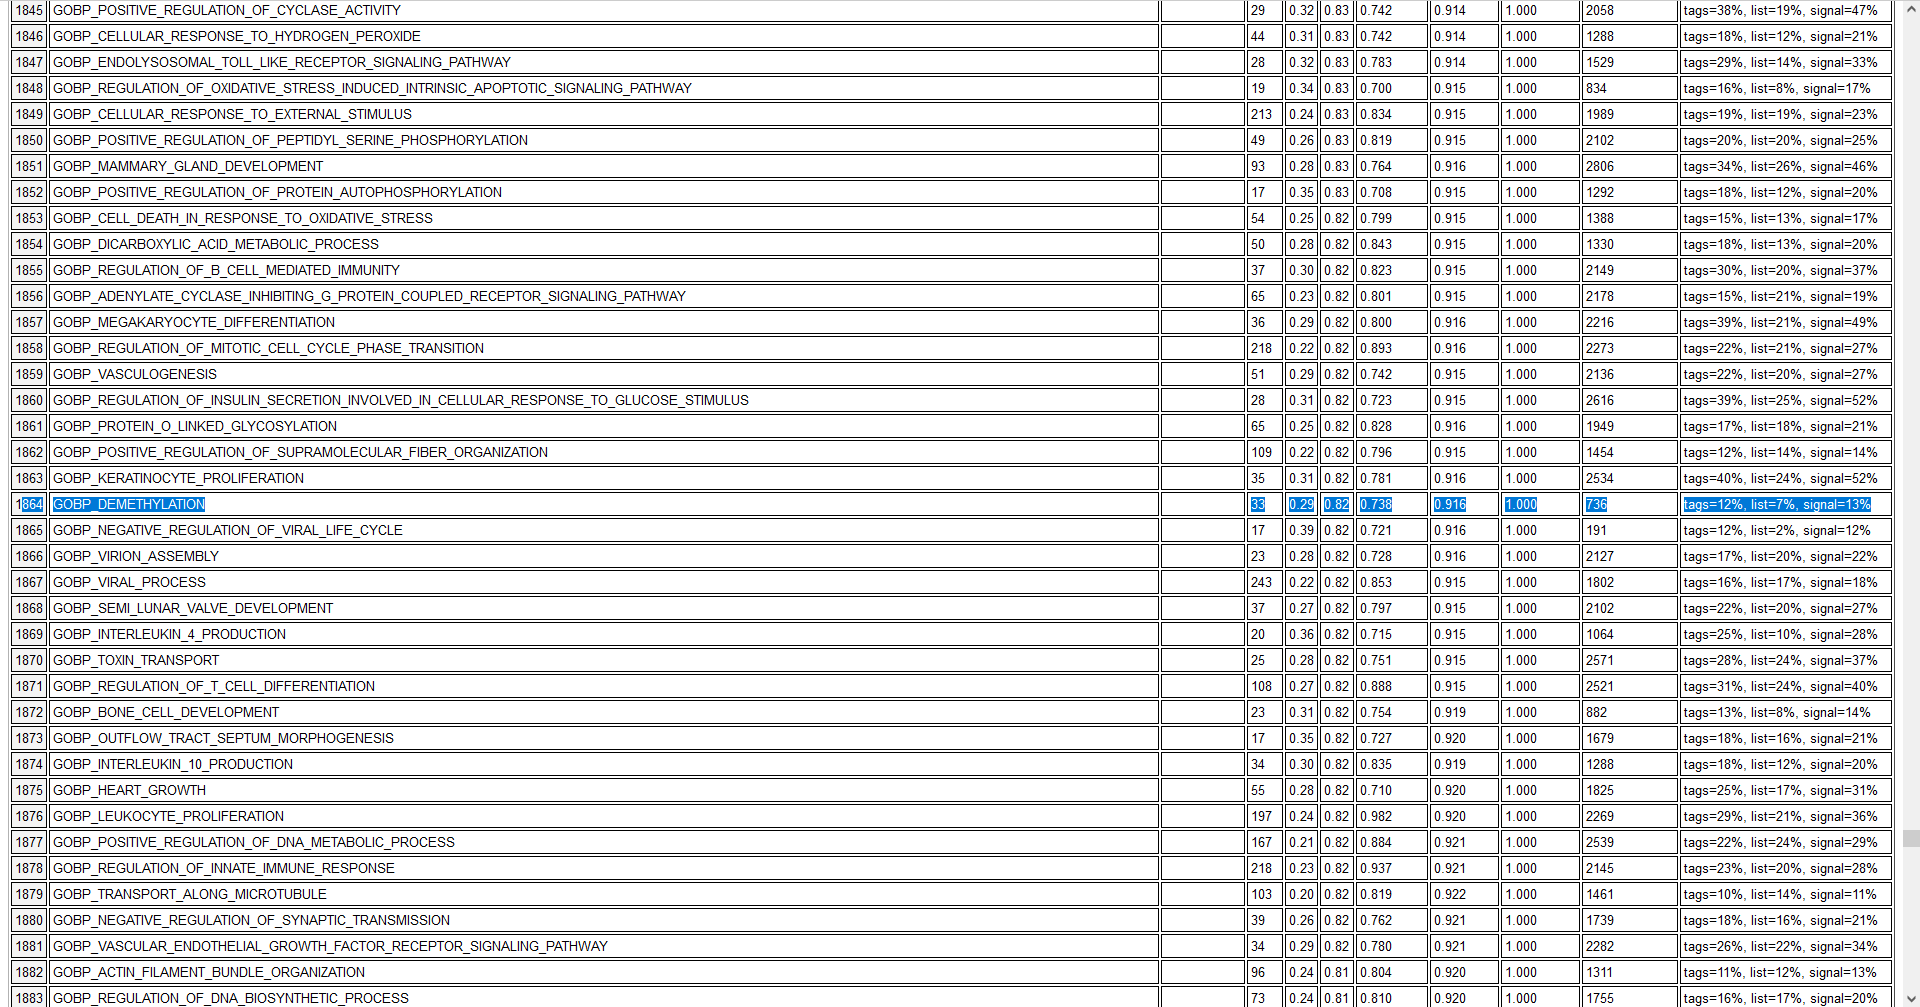 1845 GOBP_POSITIVE_REGULATION_OF_CYCLASE_ACTIVITY 29 0.32 0.83 0.742 0.914 1.000 2058 tags=38%, list=19%, signal=47%
1846 GOBP_CELLULAR_RESPONSE_TO_HYDROGEN_PEROXIDE 44 0.31 0.83 0.742 0.914 1.000 1288 tags=18%, list=12%, signal=21%
1847 GOBP_ENDOLYSOSOMAL_TOLL_LIKE_RECEPTOR_SIGNALING_PATHWAY 28 0.32 0.83 0.783 0.914 1.000 1529 tags=29%, list=14%, signal=33%
1848 GOBP_REGULATION_OF_OXIDATIVE_STRESS_INDUCED_INTRINSIC_APOPTOTIC_SIGNALING_PATHWAY 19 0.34 0.83 0.700 0.915 1.000 834 tags=16%, list=8%, signal=17%
1849 GOBP_CELLULAR_RESPONSE_TO_EXTERNAL_STIMULUS 213 0.24 0.83 0.834 0.915 1.000 1989 tags=19%, list=19%, signal=23%
1850 GOBP_POSITIVE_REGULATION_OF_PEPTIDYL_SERINE_PHOSPHORYLATION 49 0.26 0.83 0.819 0.915 1.000 2102 tags=20%, list=20%, signal=25%
1851 GOBP_MAMMARY_GLAND_DEVELOPMENT 93 0.28 0.83 0.764 0.916 1.000 2806 tags=34%, list=26%, signal=46%
1852 GOBP_POSITIVE_REGULATION_OF_PROTEIN_AUTOPHOSPHORYLATION 17 0.35 0.83 0.708 0.915 1.000 1292 tags=18%, list=12%, signal=20%
1853 GOBP_CELL_DEATH_IN_RESPONSE_TO_OXIDATIVE_STRESS 54 0.25 0.82 0.799 0.915 1.000 1388 tags=15%, list=13%, signal=17%
1854 GOBP_DICARBOXYLIC_ACID_METABOLIC_PROCESS 50 0.28 0.82 0.843 0.915 1.000 1330 tags=18%, list=13%, signal=20%
1855 GOBP_REGULATION_OF_B_CELL_MEDIATED_IMMUNITY 37 0.30 0.82 0.823 0.915 1.000 2149 tags=30%, list=20%, signal=37%
1856 GOBP_ADENYLATE_CYCLASE_INHIBITING_G_PROTEIN_COUPLED_RECEPTOR_SIGNALING_PATHWAY 65 0.23 0.82 0.801 0.915 1.000 2178 tags=15%, list=21%, signal=19%
1857 GOBP_MEGAKARYOCYTE_DIFFERENTIATION 36 0.29 0.82 0.800 0.916 1.000 2216 tags=39%, list=21%, signal=49%
1858 GOBP_REGULATION_OF_MITOTIC_CELL_CYCLE_PHASE_TRANSITION 218 0.22 0.82 0.893 0.916 1.000 2273 tags=22%, list=21%, signal=27%
1859 GOBP_VASCULOGENESIS 51 0.29 0.82 0.742 0.915 1.000 2136 tags=22%, list=20%, signal=27%
1860 GOBP_REGULATION_OF_INSULIN_SECRETION_INVOLVED_IN_CELLULAR_RESPONSE_TO_GLUCOSE_STIMULUS 28 0.31 0.82 0.723 0.915 1.000 2616 tags=39%, list=25%, signal=52%
1861 GOBP_PROTEIN_O_LINKED_GLYCOSYLATION 65 0.25 0.82 0.828 0.916 1.000 1949 tags=17%, list=18%, signal=21%
1862 GOBP_POSITIVE_REGULATION_OF_SUPRAMOLECULAR_FIBER_ORGANIZATION 109 0.22 0.82 0.796 0.915 1.000 1454 tags=12%, list=14%, signal=14%
1863 GOBP_KERATINOCYTE_PROLIFERATION 35 0.31 0.82 0.781 0.916 1.000 2534 tags=40%, list=24%, signal=52%
1864 GOBP_DEMETHYLATION 33 0.29 0.82 0.738 0.916 1.000 736 tags=12%, list=7%, signal=13%
1865 GOBP_NEGATIVE_REGULATION_OF_VIRAL_LIFE_CYCLE 17 0.39 0.82 0.721 0.916 1.000 191 tags=12%, list=2%, signal=12%
1866 GOBP_VIRION_ASSEMBLY 23 0.28 0.82 0.728 0.916 1.000 2127 tags=17%, list=20%, signal=22%
1867 GOBP_VIRAL_PROCESS 243 0.22 0.82 0.853 0.915 1.000 1802 tags=16%, list=17%, signal=18%
1868 GOBP_SEMI_LUNAR_VALVE_DEVELOPMENT 37 0.27 0.82 0.797 0.915 1.000 2102 tags=22%, list=20%, signal=27%
1869 GOBP_INTERLEUKIN_4_PRODUCTION 20 0.36 0.82 0.715 0.915 1.000 1064 tags=25%, list=10%, signal=28%
1870 GOBP_TOXIN_TRANSPORT 25 0.28 0.82 0.751 0.915 1.000 2571 tags=28%, list=24%, signal=37%
1871 GOBP_REGULATION_OF_T_CELL_DIFFERENTIATION 108 0.27 0.82 0.888 0.915 1.000 2521 tags=31%, list=24%, signal=40%
1872 GOBP_BONE_CELL_DEVELOPMENT 23 0.31 0.82 0.754 0.919 1.000 882 tags=13%, list=8%, signal=14%
1873 GOBP_OUTFLOW_TRACT_SEPTUM_MORPHOGENESIS 17 0.35 0.82 0.727 0.920 1.000 1679 tags=18%, list=16%, signal=21%
1874 GOBP_INTERLEUKIN_10_PRODUCTION 34 0.30 0.82 0.835 0.919 1.000 1288 tags=18%, list=12%, signal=20%
1875 GOBP_HEART_GROWTH 55 0.28 0.82 0.710 0.920 1.000 1825 tags=25%, list=17%, signal=31%
1876 GOBP_LEUKOCYTE_PROLIFERATION 197 0.24 0.82 0.982 0.920 1.000 2269 tags=29%, list=21%, signal=36%
1877 GOBP_POSITIVE_REGULATION_OF_DNA_METABOLIC_PROCESS 167 0.21 0.82 0.884 0.921 1.000 2539 tags=22%, list=24%, signal=29%
1878 GOBP_REGULATION_OF_INNATE_IMMUNE_RESPONSE 218 0.23 0.82 0.937 0.921 1.000 2145 tags=23%, list=20%, signal=28%
1879 GOBP_TRANSPORT_ALONG_MICROTUBULE 103 0.20 0.82 0.819 0.922 1.000 1461 tags=10%, list=14%, signal=11%
1880 GOBP_NEGATIVE_REGULATION_OF_SYNAPTIC_TRANSMISSION 39 0.26 0.82 0.762 0.921 1.000 1739 tags=18%, list=16%, signal=21%
1881 GOBP_VASCULAR_ENDOTHELIAL_GROWTH_FACTOR_RECEPTOR_SIGNALING_PATHWAY 34 0.29 0.82 0.780 0.921 1.000 2282 tags=26%, list=22%, signal=34%
1882 GOBP_ACTIN_FILAMENT_BUNDLE_ORGANIZATION 96 0.24 0.81 0.804 0.920 1.000 1311 tags=11%, list=12%, signal=13%
1883 GOBP_REGULATION_OF_DNA_BIOSYNTHETIC_PROCESS 73 0.24 0.81 0.810 0.920 1.000 1755 tags=16%, list=17%, signal=20%